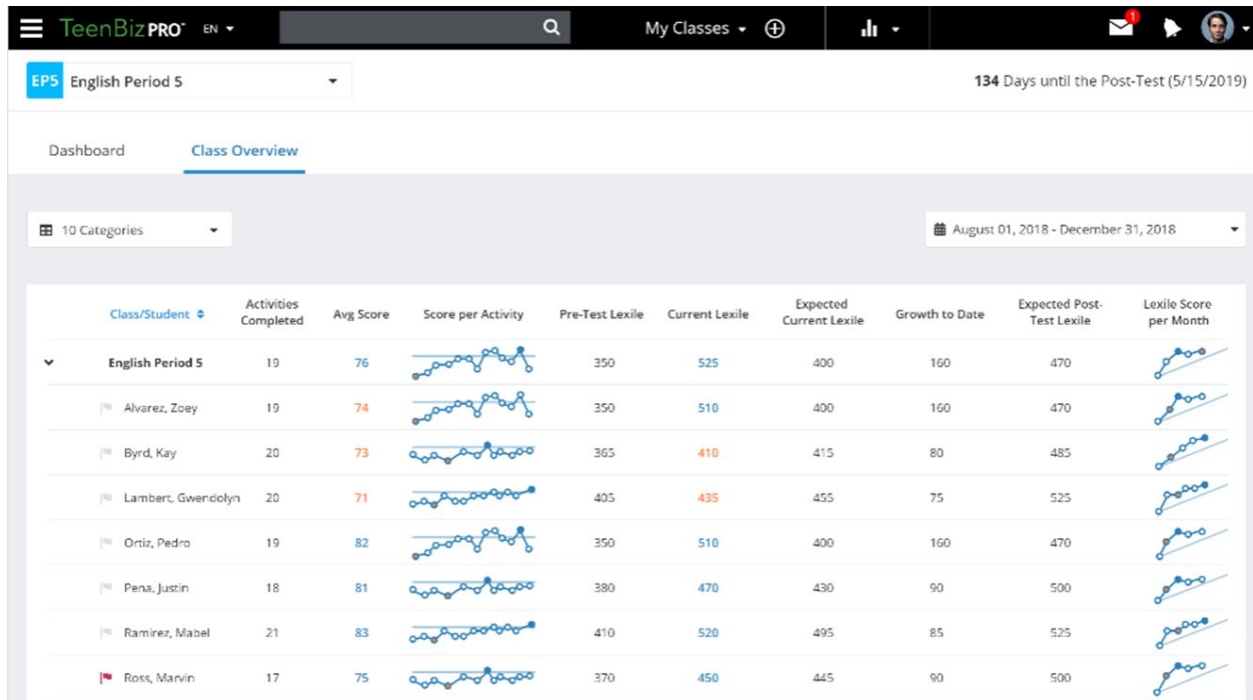 TeenBiz PRO EN My Classes 1
EP5 English Period 5 134 Days until the Post-Test (5/15/2019)
Dashboard Class Overview
10 Categories August 01, 2018 - December 31, 2018
Class/Student Activities Completed Avg Score Score per Activity Pre-Test Lexile Current Lexile Expected Current Lexile Growth to Date Expected Post-Test Lexile Lexile Score per Month
English Period 5 19 76 350 525 400 160 470
Alvarez, Zoey 19 74 350 510 400 160 470
Byrd, Kay 20 73 365 410 415 80 485
Lambert, Gwendolyn 20 71 405 435 455 75 525
Ortiz, Pedro 19 82 350 510 400 160 470
Pena, Justin 18 81 380 470 430 90 500
Ramirez, Mabel 21 83 410 520 495 85 525
Ross, Marvin 17 75 370 450 445 90 500